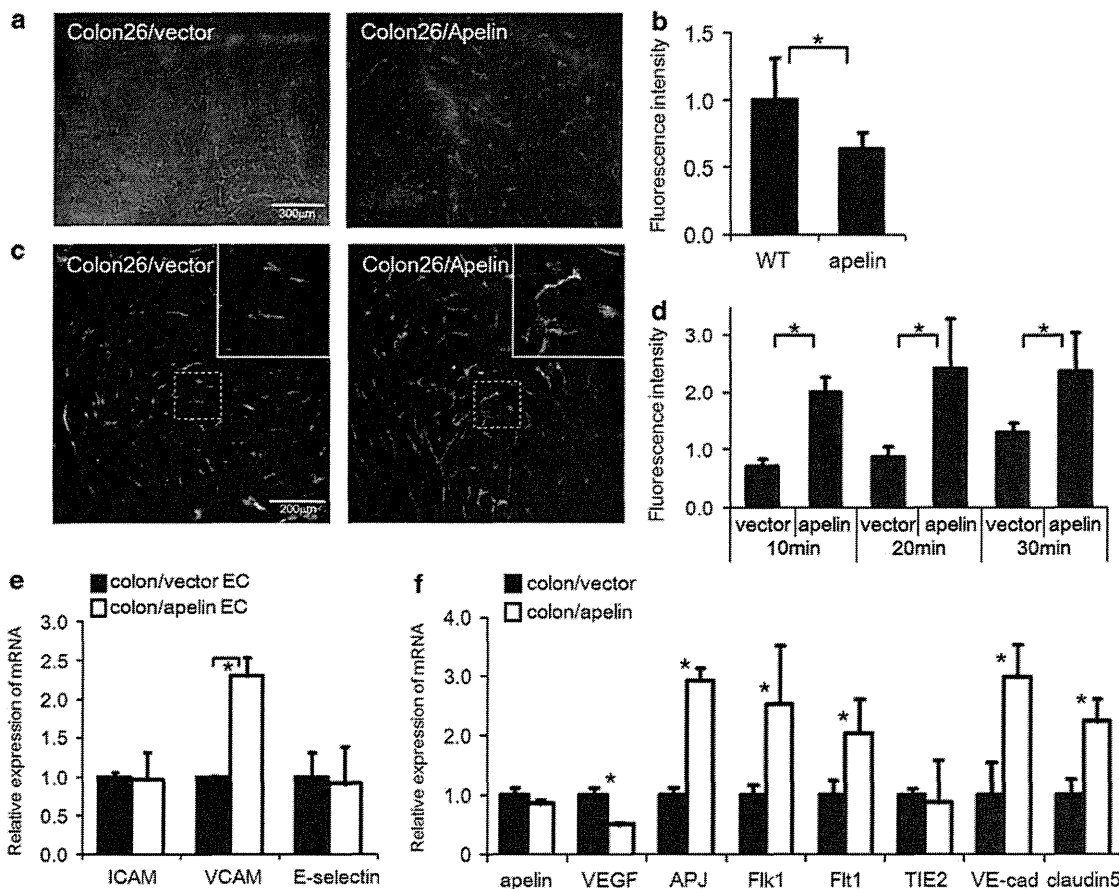 a
Colon26/vector
300µm
Colon26/Apelin
b
Fluorescence intensity
1.5
1.0
0.5
0.0
*
WT apelin
c
Colon26/vector
200µm
Colon26/Apelin
d
Fluorescence intensity
3.0
2.0
1.0
0.0
* * *
vector apelin vector apelin vector apelin
10min 20min 30min
e
colon/vector EC
colon/apelin EC
Relative expression of mRNA
3.0
2.5
2.0
1.5
1.0
0.5
0
*
ICAM VCAM E-selectin
f
colon/vector
colon/apelin
Relative expression of mRNA
4.0
3.0
2.0
1.0
0
* * * * * *
apelin VEGF APJ Flk1 Flt1 TIE2 VE-cad claudin5